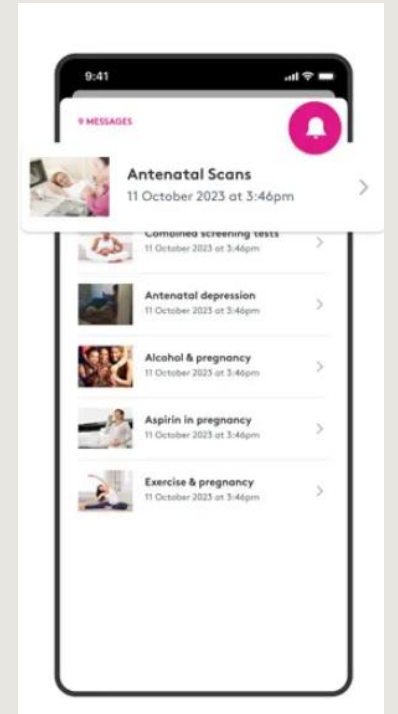 9:41
9 MESSAGES
Antenatal Scans
11 October 2023 at 3:46pm
Combined screening tests
11 October 2023 at 3:46pm
Antenatal depression
11 October 2023 at 3:46pm
Alcohol & pregnancy
11 October 2023 at 3:46pm
Aspirin in pregnancy
11 October 2023 at 3:46pm
Exercise & pregnancy
11 October 2023 at 3:46pm